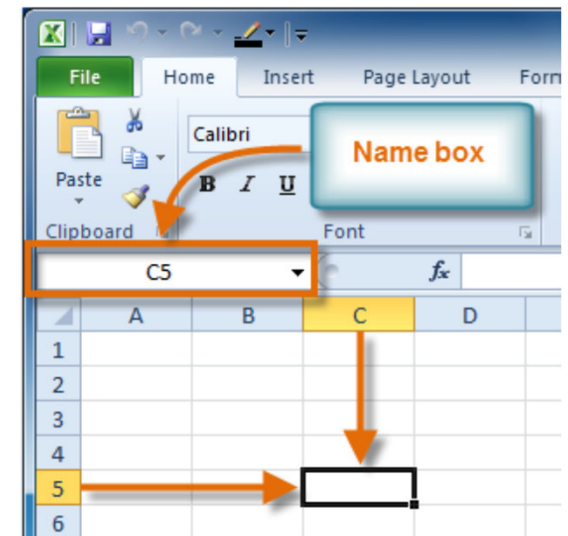 File Home Insert Page Layout Form
Calibri
Name box
Paste
B I U
Clipboard Font
C5 fx
A B C D
1
2
3
4
5
6